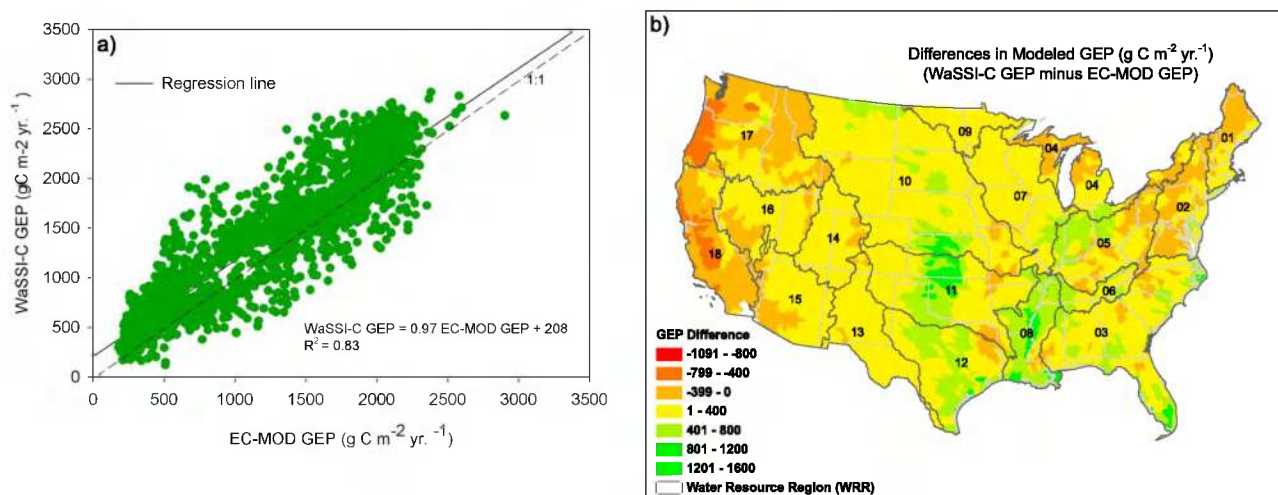 a)
3500
3000
2500
2000
1500
1000
500
0
WaSSI-C GEP (gC m-2 yr. -1)
Regression line
1:1
WaSSI-C GEP = 0.97 EC-MOD GEP + 208
R2 = 0.83
0 500 1000 1500 2000 2500 3000 3500
EC-MOD GEP (g C m-2 yr. -1)
b)
Differences in Modeled GEP (g C m-2 yr.-1)
(WaSSI-C GEP minus EC-MOD GEP)
17
09
04
01
10
04
07
02
16
14
05
18
11
06
15
13
08
03
12
GEP Difference
-1091 - -800
-799 - -400
-399 - 0
1 - 400
401 - 800
801 - 1200
1201 - 1600
Water Resource Region (WRR)